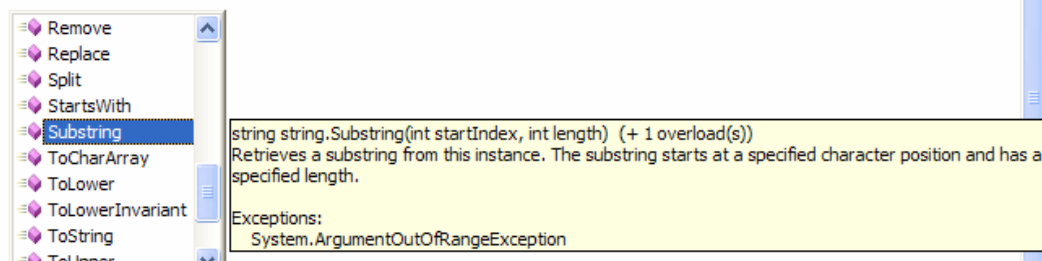 Remove
Replace
Split
StartsWith
Substring
ToCharArray
ToLower
ToLowerInvariant
ToString
ToUpper
string string.Substring(int startIndex, int length)  (+ 1 overload(s))
Retrieves a substring from this instance. The substring starts at a specified character position and has a
specified length.
Exceptions:
System.ArgumentOutOfRangeException